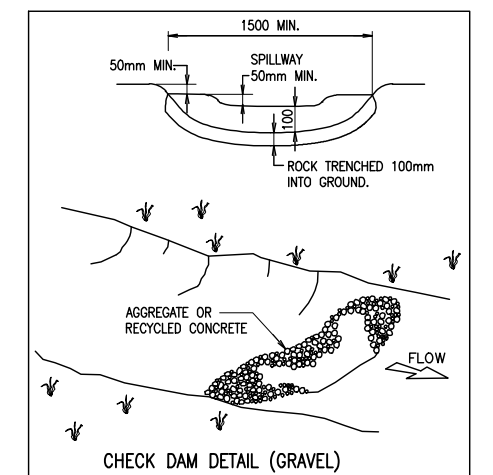 1500 MIN.
SPILLWAY
50mm MIN.
50mm MIN.
100
ROCK TRENCHED 100mm
INTO GROUND.
AGGREGATE OR
RECYCLED CONCRETE
FLOW
CHECK DAM DETAIL (GRAVEL)